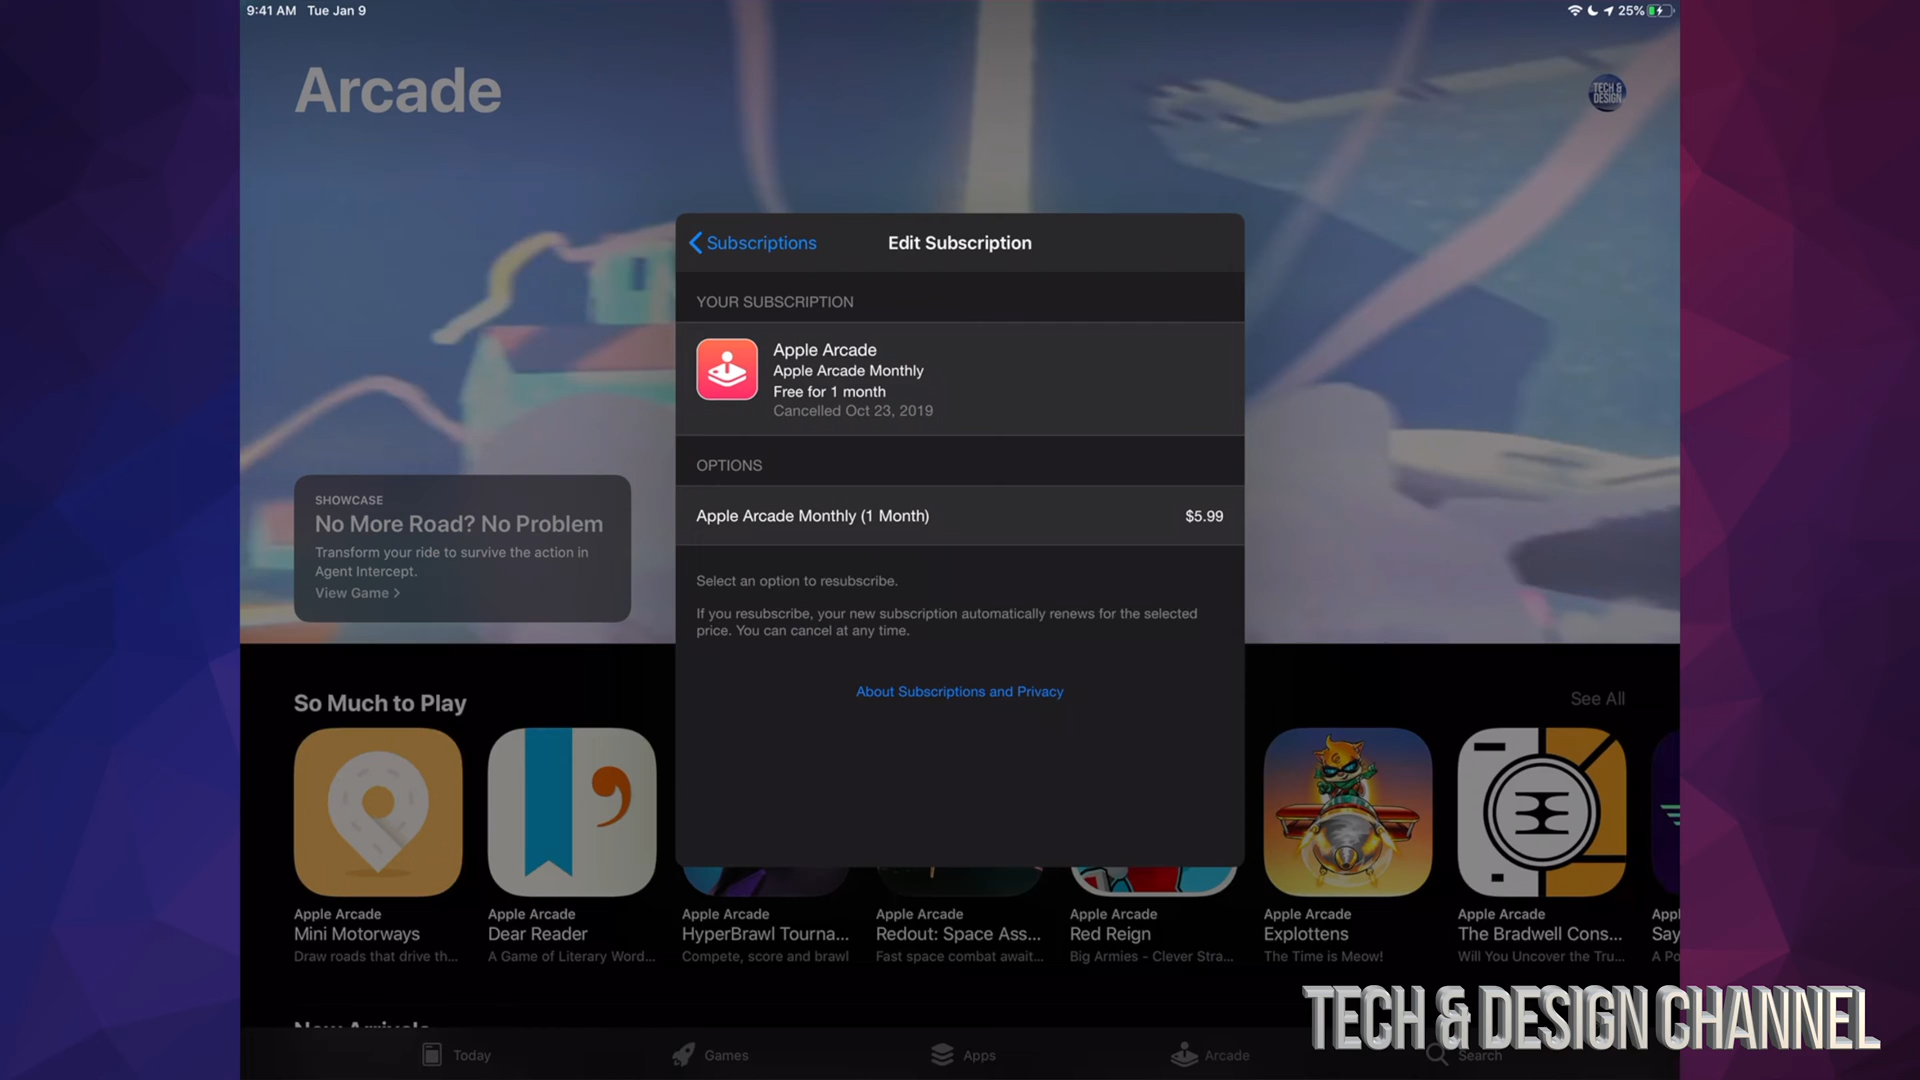 9:41 AM Tue Jan 9
25%
Arcade
TECH &
DESIGN
Subscriptions
Edit Subscription
YOUR SUBSCRIPTION
Apple Arcade
Apple Arcade Monthly
Free for 1 month
Cancelled Oct 23, 2019
OPTIONS
Apple Arcade Monthly (1 Month) $5.99
Select an option to resubscribe.
If you resubscribe, your new subscription automatically renews for the selected
price. You can cancel at any time.
About Subscriptions and Privacy
SHOWCASE
No More Road? No Problem
Transform your ride to survive the action in
Agent Intercept.
View Game >
So Much to Play
See All
Apple Arcade
Mini Motorways
Draw roads that drive th...
Apple Arcade
Dear Reader
A Game of Literary Word...
Apple Arcade
HyperBrawl Tourna...
Compete, score and brawl
Apple Arcade
Redout: Space Ass...
Fast space combat await...
Apple Arcade
Red Reign
Big Armies - Clever Stra...
Apple Arcade
Explottens
The Time is Meow!
Apple Arcade
The Bradwell Cons...
Will You Uncover the Tru...
Appl
Say
A Po
New Arrivals
Today
Games
Apps
Arcade
Search
TECH & DESIGN CHANNEL